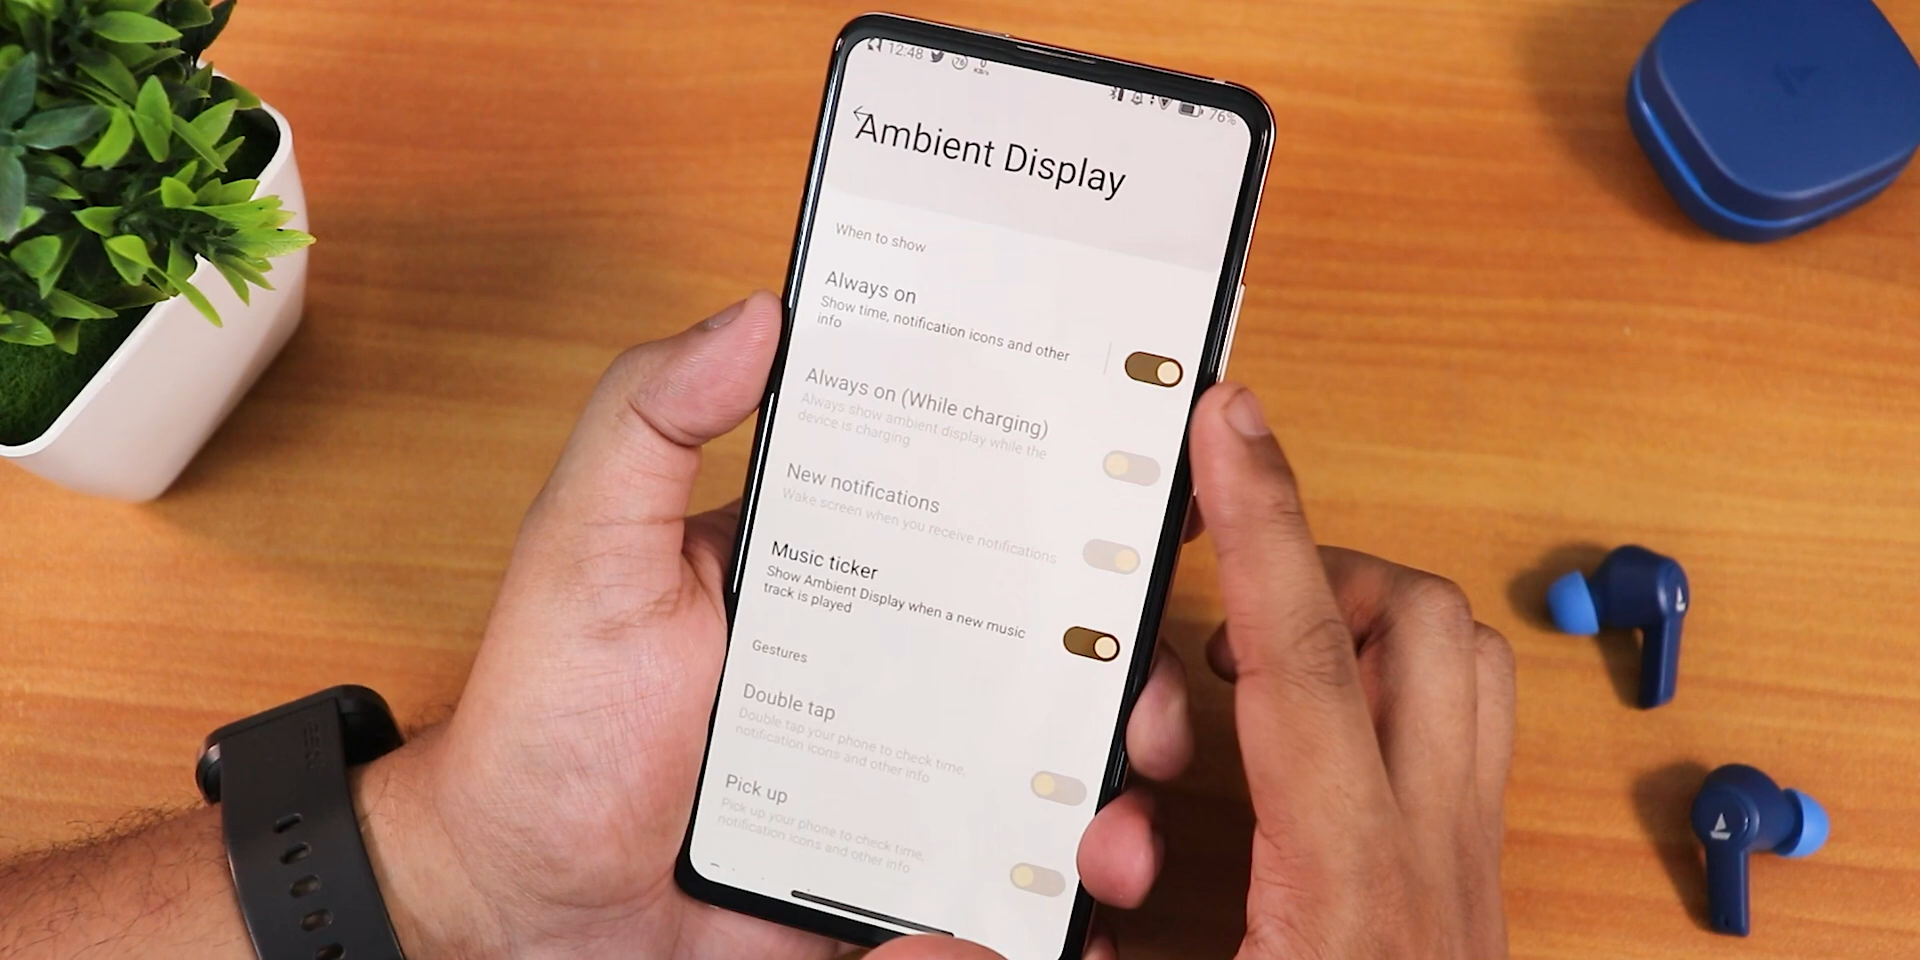 12:48
76%
Ambient Display
When to show
Always on
Show time, notification icons and other
info
Always on (While charging)
Always show ambient display while the
device is charging
New notifications
Wake screen when you receive notifications
Music ticker
Show Ambient Display when a new music
track is played
Gestures
Double tap
Double tap your phone to check time,
notification icons and other info
Pick up
Pick up your phone to check time,
notification icons and other info